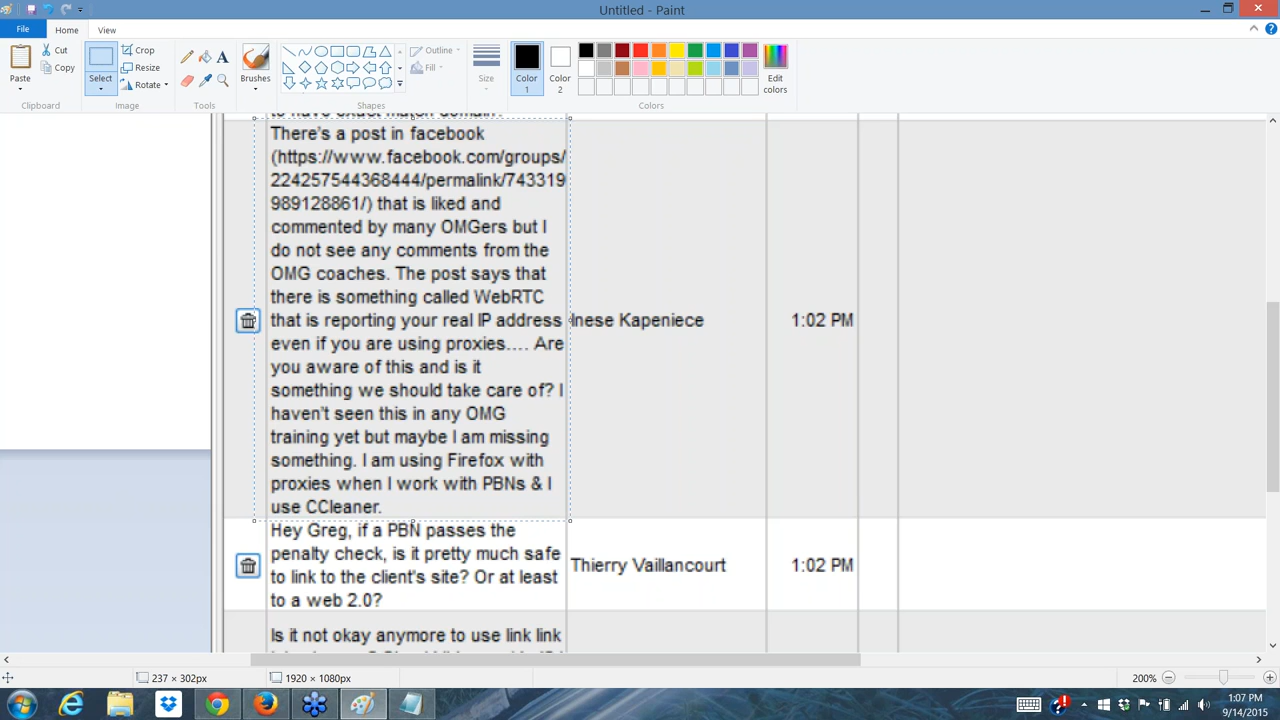 Untitled - Paint
File
Home
View
Paste
Cut
Copy
Clipboard
Select
Crop
Resize
Rotate
Image
Tools
Brushes
Shapes
Outline
Fill
Size
Color 1
Color 2
Edit colors
Colors
to have exact match domain?
There's a post in facebook
(https://www.facebook.com/groups/
224257544368444/permalink/743319
989128861/) that is liked and
commented by many OMGers but I
do not see any comments from the
OMG coaches. The post says that
there is something called WebRTC
that is reporting your real IP address
even if you are using proxies.... Are
you aware of this and is it
something we should take care of? I
haven't seen this in any OMG
training yet but maybe I am missing
something. I am using Firefox with
proxies when I work with PBNs & I
use CCleaner.
Inese Kapeniece
1:02 PM
Hey Greg, if a PBN passes the
penalty check, is it pretty much safe
to link to the client's site? Or at least
to a web 2.0?
Thierry Vaillancourt
1:02 PM
Is it not okay anymore to use link link
237 × 302px
1920 × 1080px
200%
1:07 PM
9/14/2015